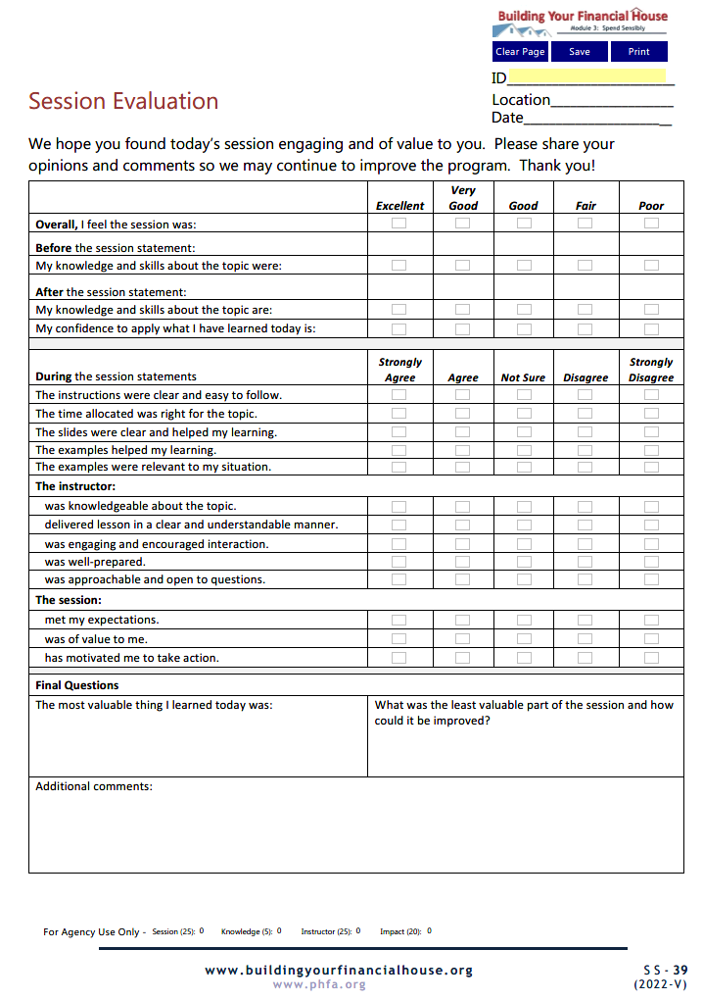 Building Your Financial House
Module 3: Spend Sensibly
Clear Page Save Print
ID
Location
Date
Session Evaluation
We hope you found today's session engaging and of value to you. Please share your
opinions and comments so we may continue to improve the program. Thank you!
Excellent Very Good Good Fair Poor
Overall, I feel the session was:
Before the session statement:
My knowledge and skills about the topic were:
After the session statement:
My knowledge and skills about the topic are:
My confidence to apply what I have learned today is:
During the session statements Strongly Agree Agree Not Sure Disagree Strongly Disagree
The instructions were clear and easy to follow.
The time allocated was right for the topic.
The slides were clear and helped my learning.
The examples helped my learning.
The examples were relevant to my situation.
The instructor:
was knowledgeable about the topic.
delivered lesson in a clear and understandable manner.
was engaging and encouraged interaction.
was well-prepared.
was approachable and open to questions.
The session:
met my expectations.
was of value to me.
has motivated me to take action.
Final Questions
The most valuable thing I learned today was:
What was the least valuable part of the session and how
could it be improved?
Additional comments:
For Agency Use Only - Session (25): 0 Knowledge (5): 0 Instructor (25): 0 Impact (20): 0
www.buildingyourfinancialhouse.org
www.phfa.org
SS-39
(2022-V)